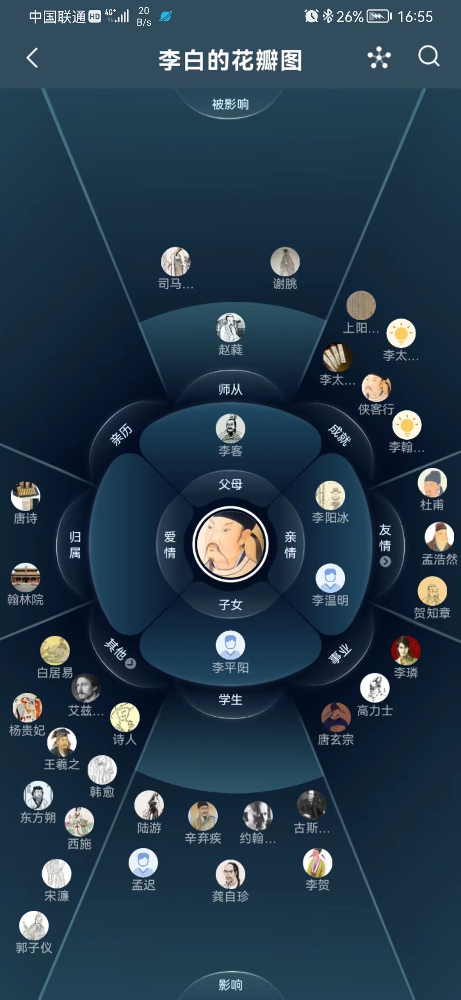 中国联通 HD 4G+ 20 B/s 26% 16:55
李白的花瓣图
被影响
司马...
谢朓
上阳...
李太...
赵蕤
李太...
师从
侠客行
亲历
成就
李客
李翰...
父母
唐诗
李阳冰
杜甫
归属
爱情
亲情
友情
孟浩然
翰林院
李温明
贺知章
子女
其他
李平阳
事业
白居易
李璘
学生
艾兹...
高力士
杨贵妃
诗人
唐玄宗
王羲之
韩愈
东方朔
陆游
辛弃疾
约翰...
古斯...
西施
孟迟
龚自珍
李贺
宋濂
郭子仪
影响